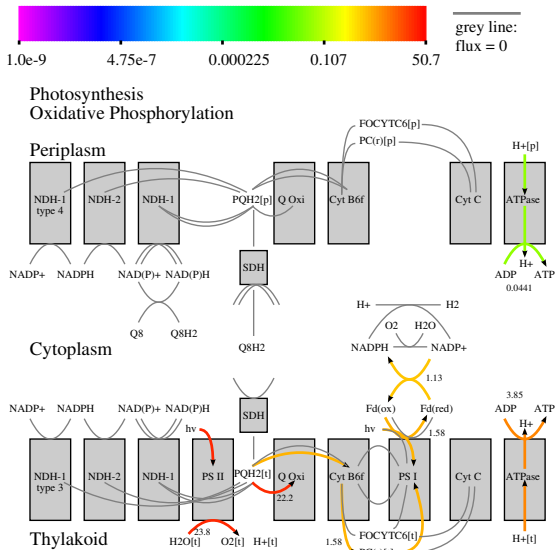 grey line:
flux = 0
1.0e-9 4.75e-7 0.000225 0.107 50.7
Photosynthesis
Oxidative Phosphorylation
FOCYTC6[p]
PC(r)[p]
Periplasm
H+[p]
NDH-1
type 4
NDH-2
NDH-1
PQH2[p]
Q Oxi
Cyt B6f
Cyt C
ATPase
SDH
H+
NADP+ NADPH NAD(P)+ NAD(P)H
ADP ATP
0.0441
H+ H2
O2 H2O
Q8 Q8H2
Q8H2
NADPH NADP+
Cytoplasm
1.13
3.85
NADP+ NADPH NAD(P)+ NAD(P)H
SDH
Fd(ox) Fd(red)
ADP ATP
hv
hv
1.58
H+
NDH-1
type 3
NDH-2
NDH-1
PS II
PQH2[t]
Q Oxi
Cyt B6f
PS I
Cyt C
ATPase
22.2
23.8
FOCYTC6[t]
1.58
H2O[t] O2[t] H+[t]
H+[t]
Thylakoid